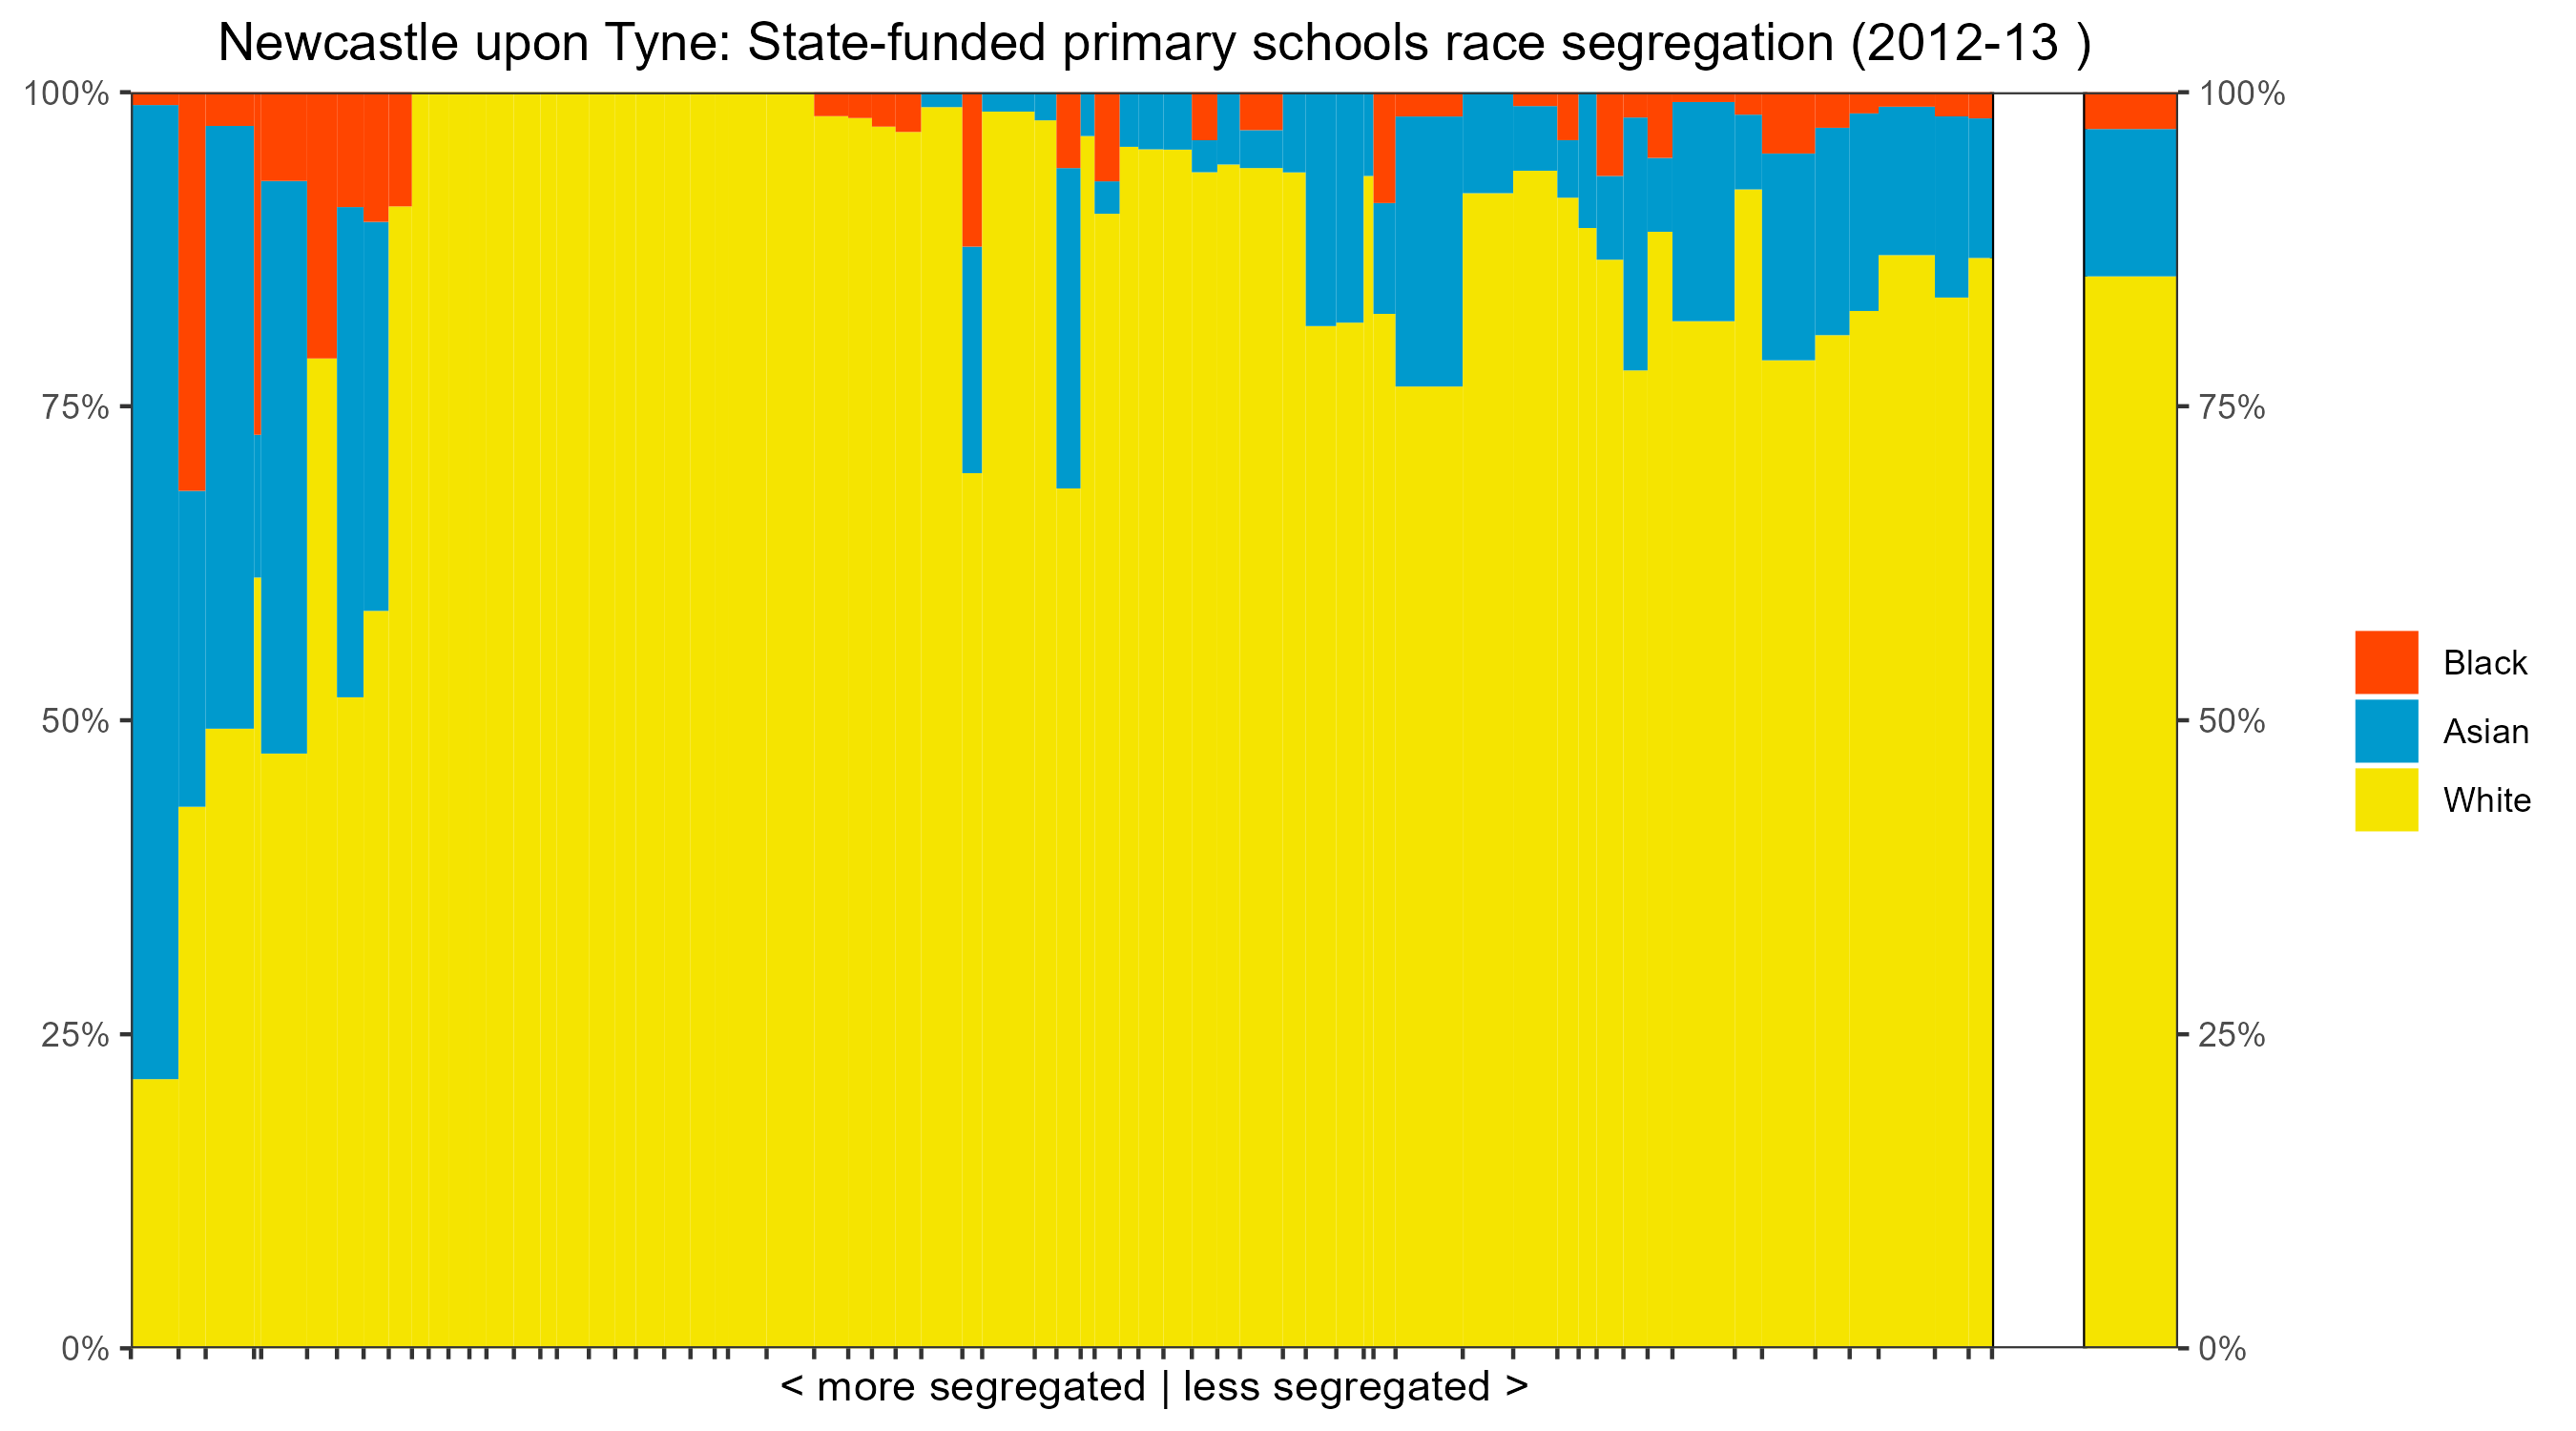 Newcastle upon Tyne: State-funded primary schools race segregation (2012-13 )
100%
100%
75%
75%
50%
50%
25%
25%
0%
0%
Black
Asian
White
< more segregated | less segregated >